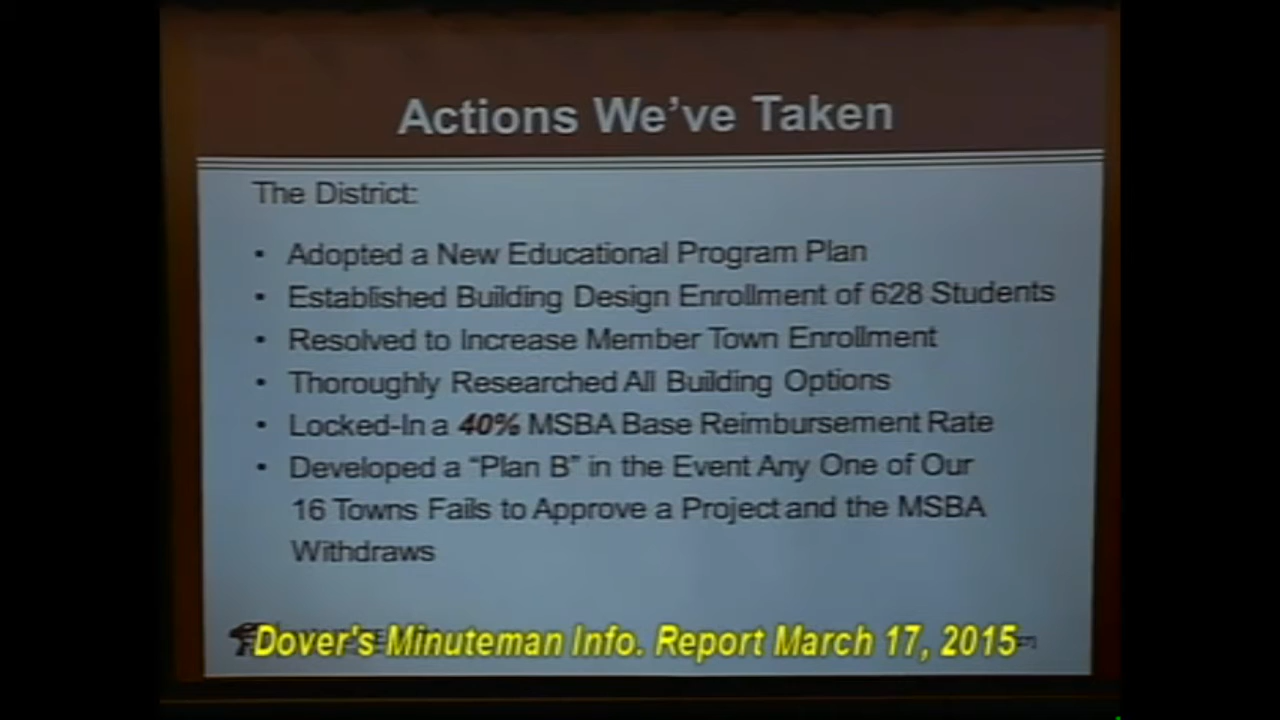 Actions We've Taken
The District:
• Adopted a New Educational Program Plan
• Established Building Design Enrollment of 628 Students
• Resolved to Increase Member Town Enrollment
• Thoroughly Researched All Building Options
• Locked-In a 40% MSBA Base Reimbursement Rate
• Developed a “Plan B” in the Event Any One of Our
16 Towns Fails to Approve a Project and the MSBA
Withdraws
Dover's Minuteman Info. Report March 17, 2015